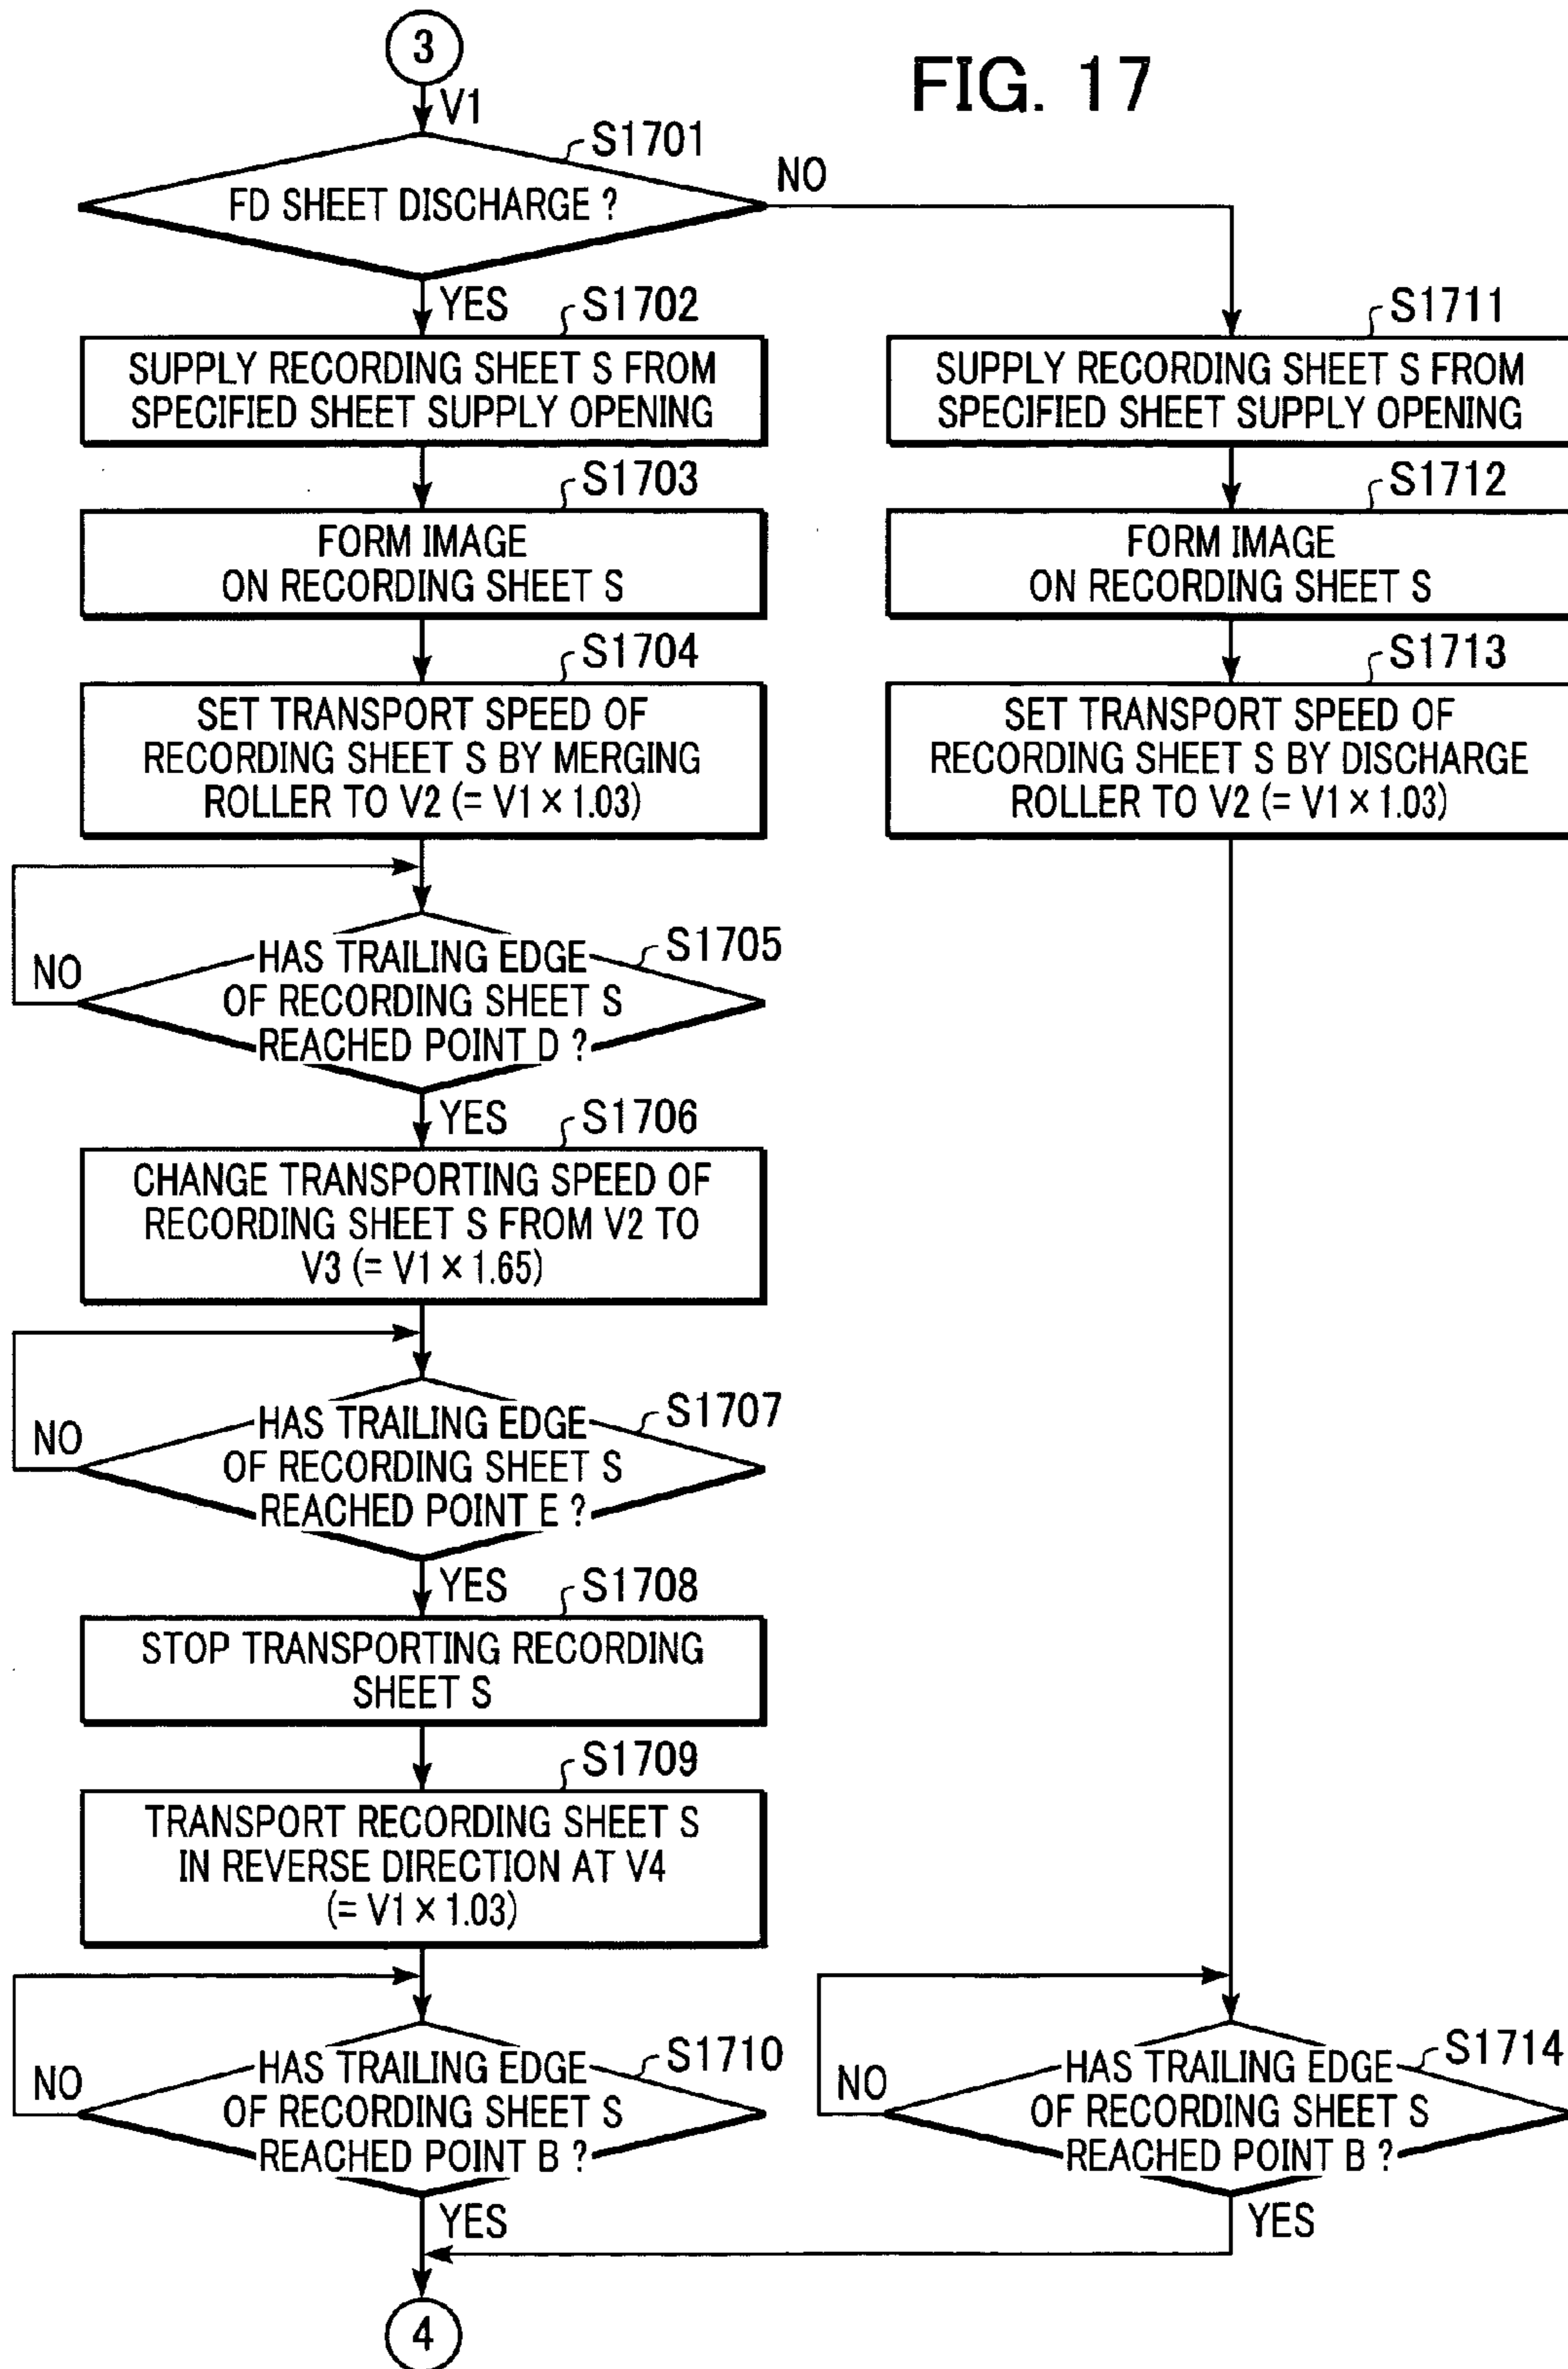 3
FIG. 17
V1
S1701
FD SHEET DISCHARGE ?
NO
YES
S1702
SUPPLY RECORDING SHEET S FROM
SPECIFIED SHEET SUPPLY OPENING
S1703
FORM IMAGE
ON RECORDING SHEET S
S1704
SET TRANSPORT SPEED OF
RECORDING SHEET S BY MERGING
ROLLER TO V2 (= V1 × 1.03)
S1705
HAS TRAILING EDGE
OF RECORDING SHEET S
REACHED POINT D ?
NO
YES
S1706
CHANGE TRANSPORTING SPEED OF
RECORDING SHEET S FROM V2 TO
V3 (= V1 × 1.65)
S1707
HAS TRAILING EDGE
OF RECORDING SHEET S
REACHED POINT E ?
NO
YES
S1708
STOP TRANSPORTING RECORDING
SHEET S
S1709
TRANSPORT RECORDING SHEET S
IN REVERSE DIRECTION AT V4
(= V1 × 1.03)
S1710
HAS TRAILING EDGE
OF RECORDING SHEET S
REACHED POINT B ?
NO
YES
S1711
SUPPLY RECORDING SHEET S FROM
SPECIFIED SHEET SUPPLY OPENING
S1712
FORM IMAGE
ON RECORDING SHEET S
S1713
SET TRANSPORT SPEED OF
RECORDING SHEET S BY DISCHARGE
ROLLER TO V2 (= V1 × 1.03)
S1714
HAS TRAILING EDGE
OF RECORDING SHEET S
REACHED POINT B ?
NO
YES
4